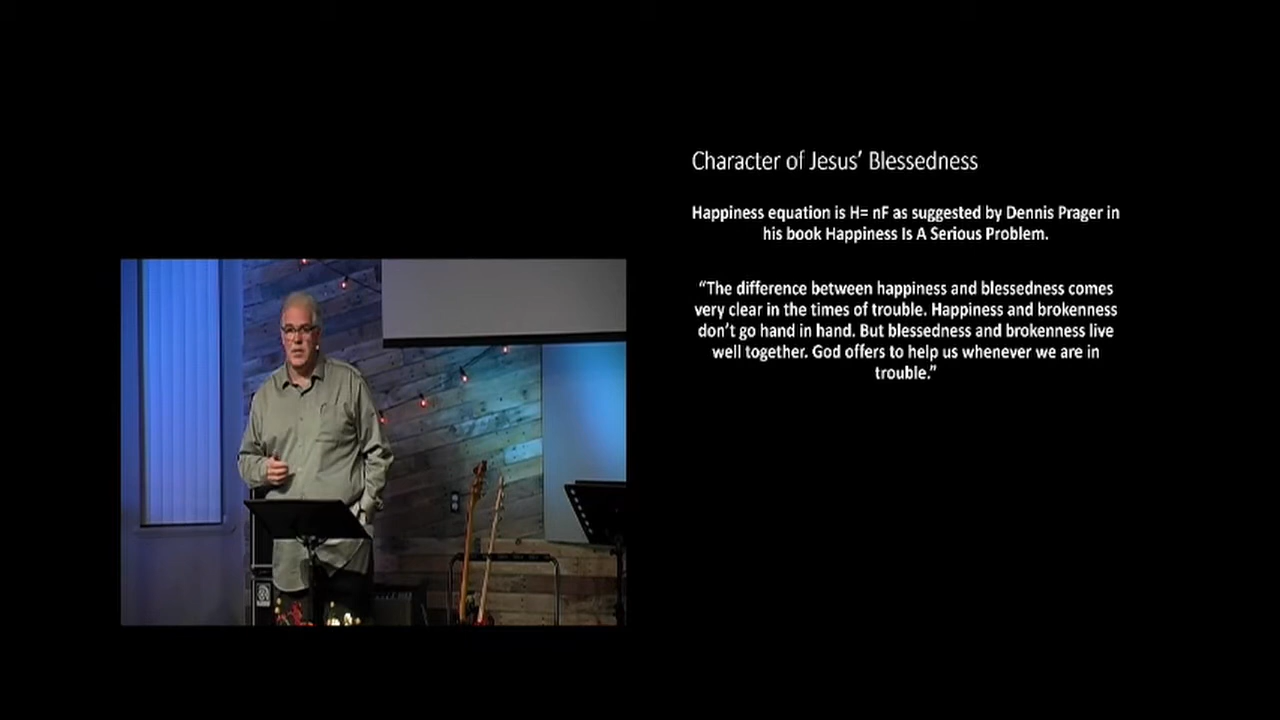 Character of Jesus’ Blessedness
Happiness equation is H= nF as suggested by Dennis Prager in
his book Happiness Is A Serious Problem.
“The difference between happiness and blessedness comes
very clear in the times of trouble. Happiness and brokenness
don’t go hand in hand. But blessedness and brokenness live
well together. God offers to help us whenever we are in
trouble.”